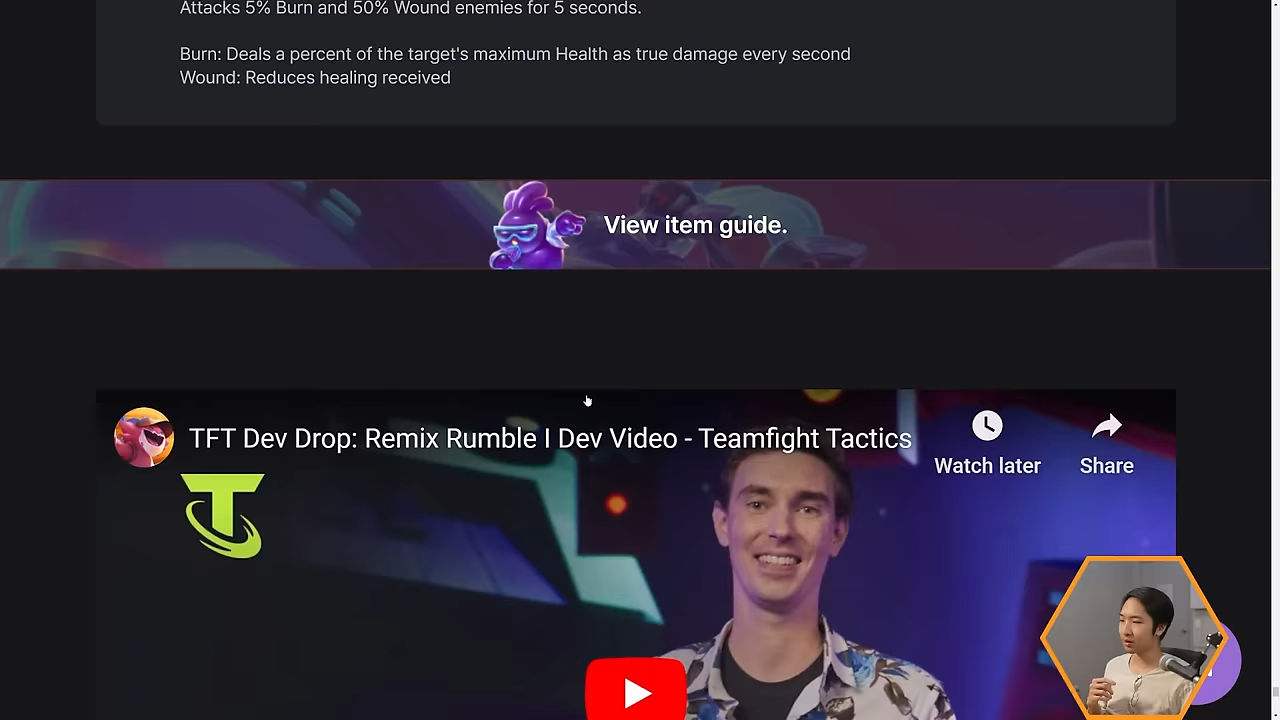 Attacks 5% Burn and 50% Wound enemies for 5 seconds.
Burn: Deals a percent of the target's maximum Health as true damage every second
Wound: Reduces healing received
View item guide.
TFT Dev Drop: Remix Rumble I Dev Video - Teamfight Tactics
Watch later
Share